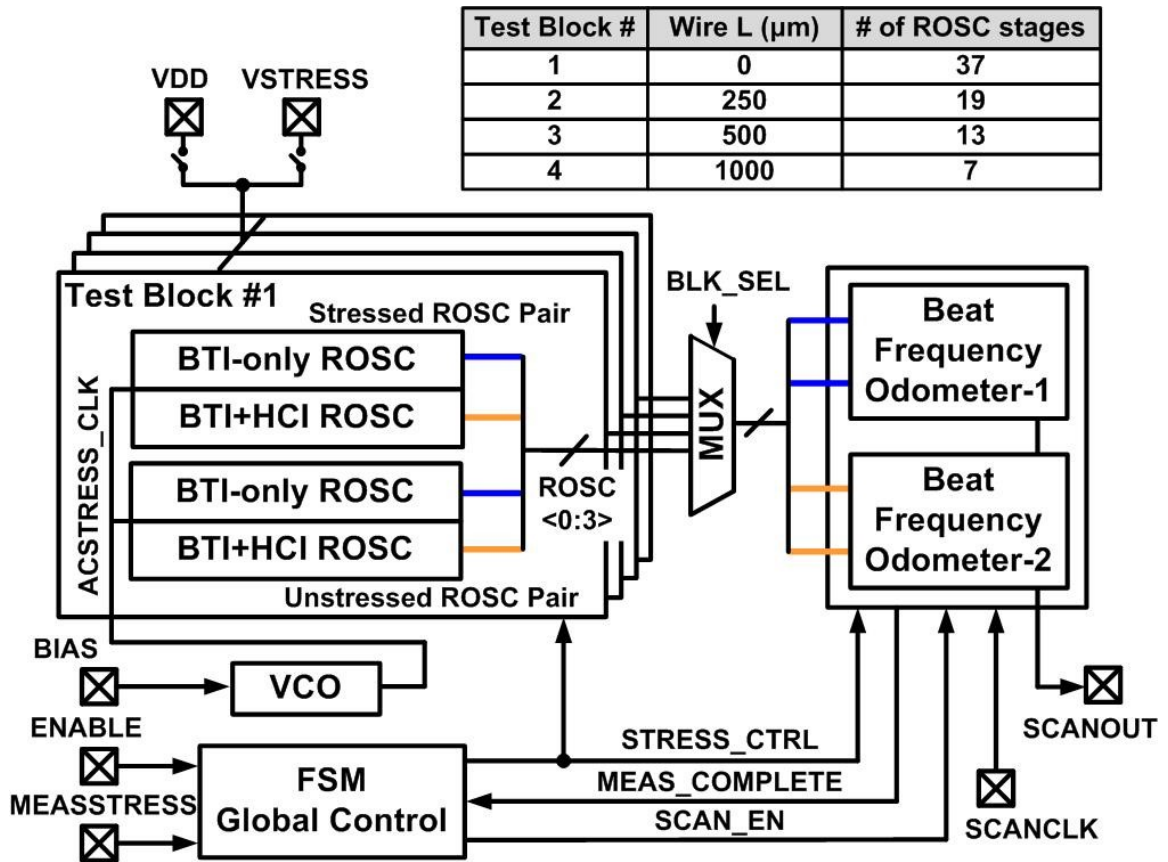 Test Block # Wire L (µm) # of ROSC stages
1 0 37
2 250 19
3 500 13
4 1000 7
VDD VSTRESS
Test Block #1
Stressed ROSC Pair
BTI-only ROSC
BTI+HCI ROSC
BTI-only ROSC
BTI+HCI ROSC
Unstressed ROSC Pair
ACSTRESS_CLK
ROSC
<0:3>
BLK_SEL
MUX
Beat
Frequency
Odometer-1
Beat
Frequency
Odometer-2
BIAS
VCO
ENABLE
MEASSTRESS
FSM
Global Control
STRESS_CTRL
MEAS_COMPLETE
SCAN_EN
SCANCLK
SCANOUT